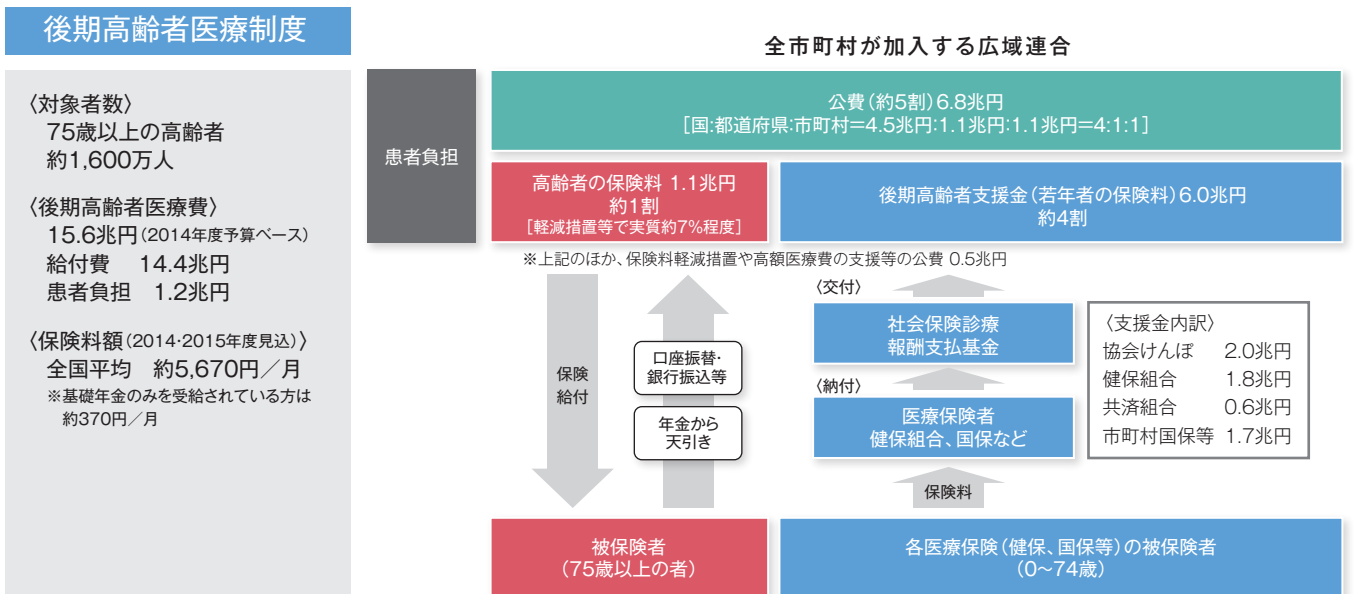 後期高齢者医療制度
〈対象者数〉
75歳以上の高齢者
約1,600万人
〈後期高齢者医療費〉
15.6兆円(2014年度予算ベース)
給付費 14.4兆円
患者負担 1.2兆円
〈保険料額(2014・2015年度見込)〉
全国平均 約5,670円／月
※基礎年金のみを受給されている方は
約370円／月
全市町村が加入する広域連合
患者負担
公費(約5割)6.8兆円
[国:都道府県:市町村=4.5兆円:1.1兆円:1.1兆円=4:1:1]
高齢者の保険料 1.1兆円
約1割
[軽減措置等で実質約7%程度]
後期高齢者支援金(若年者の保険料)6.0兆円
約4割
※上記のほか、保険料軽減措置や高額医療費の支援等の公費 0.5兆円
保険
給付
口座振替・
銀行振込等
年金から
天引き
〈交付〉
社会保険診療
報酬支払基金
〈納付〉
医療保険者
健保組合、国保など
保険料
〈支援金内訳〉
協会けんぽ 2.0兆円
健保組合 1.8兆円
共済組合 0.6兆円
市町村国保等 1.7兆円
被保険者
(75歳以上の者)
各医療保険(健保、国保等)の被保険者
(0〜74歳)